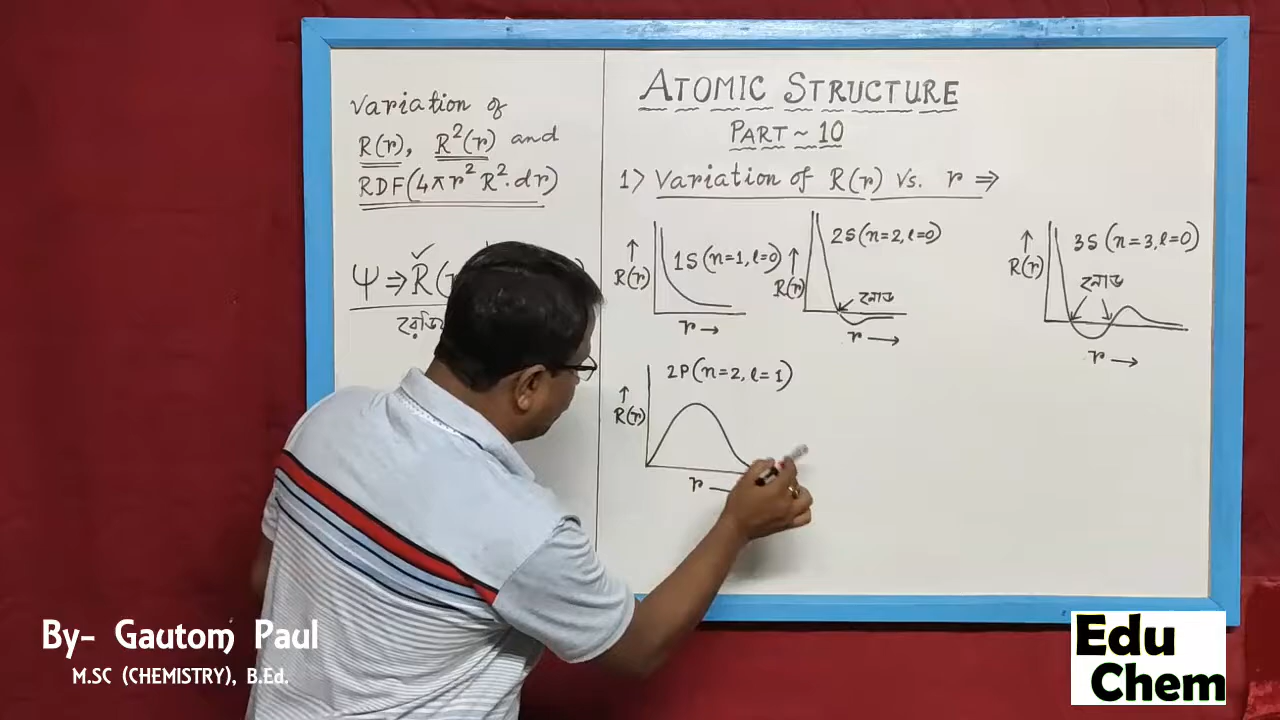 Variation of
R(r), R²(r) and
RDF(4πr²R².dr)
Ψ ⇒ R(
ATOMIC STRUCTURE
PART ~ 10
1) Variation of R(r) Vs. r ⇒
↑
R(r)
1S(n=1, l=0)
r →
↑
R(r)
2S(n=2, l=0)
নোড
r →
↑
R(r)
3S(n=3, l=0)
নোড
r →
↑
R(r)
2P(n=2, l=1)
r
By- Gautom Paul
M.SC (CHEMISTRY), B.Ed.
Edu
Chem